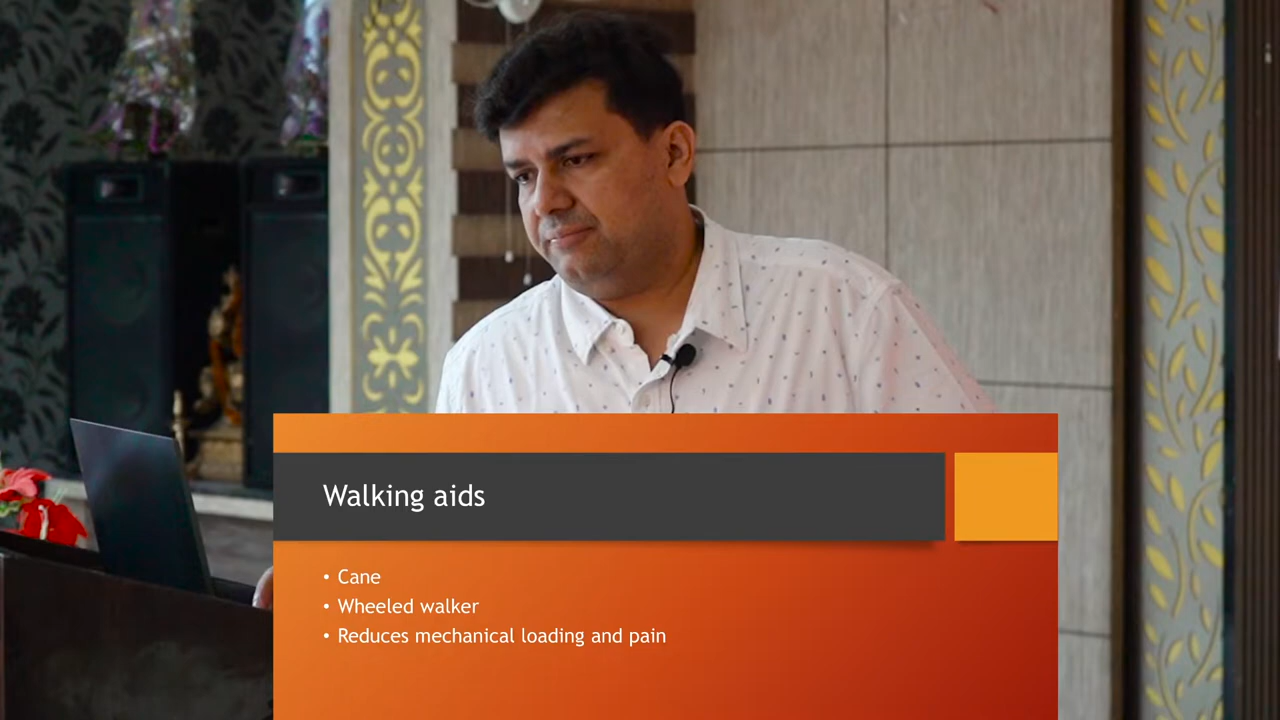 Walking aids
• Cane
• Wheeled walker
• Reduces mechanical loading and pain